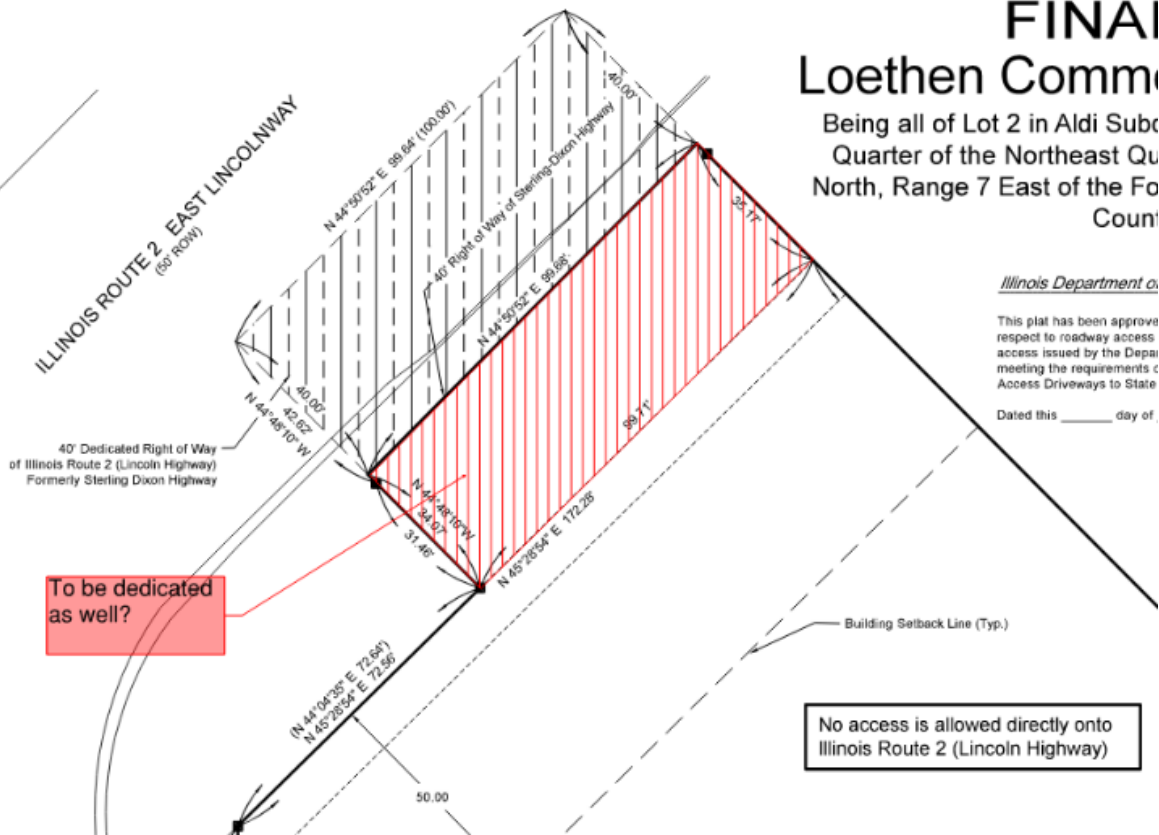 FINA
Loethen Comme
Being all of Lot 2 in Aldi Subd
Quarter of the Northeast Qu
North, Range 7 East of the Fo
Count
Illinois Department o
This plat has been approve
respect to roadway access
access issued by the Depar
meeting the requirements o
Access Driveways to State
Dated this ______ day of
ILLINOIS ROUTE 2 EAST LINCOLNWAY
(50' ROW)
N 44°50'52" E 99.64' (100.00')
40.00'
40' Right of Way of Sterling-Dixon Highway
N 44°50'52" E 99.68'
35.17'
40.00'
42.62'
N 44°48'10" W
40' Dedicated Right of Way
of Illinois Route 2 (Lincoln Highway)
Formerly Sterling Dixon Highway
N 44°48'10"W
34.07'
31.46'
99.71'
N 45°28'54" E 172.28'
To be dedicated
as well?
(N 44°04'35" E 72.64')
N 45°28'54" E 72.56'
50.00
Building Setback Line (Typ.)
No access is allowed directly onto
Illinois Route 2 (Lincoln Highway)